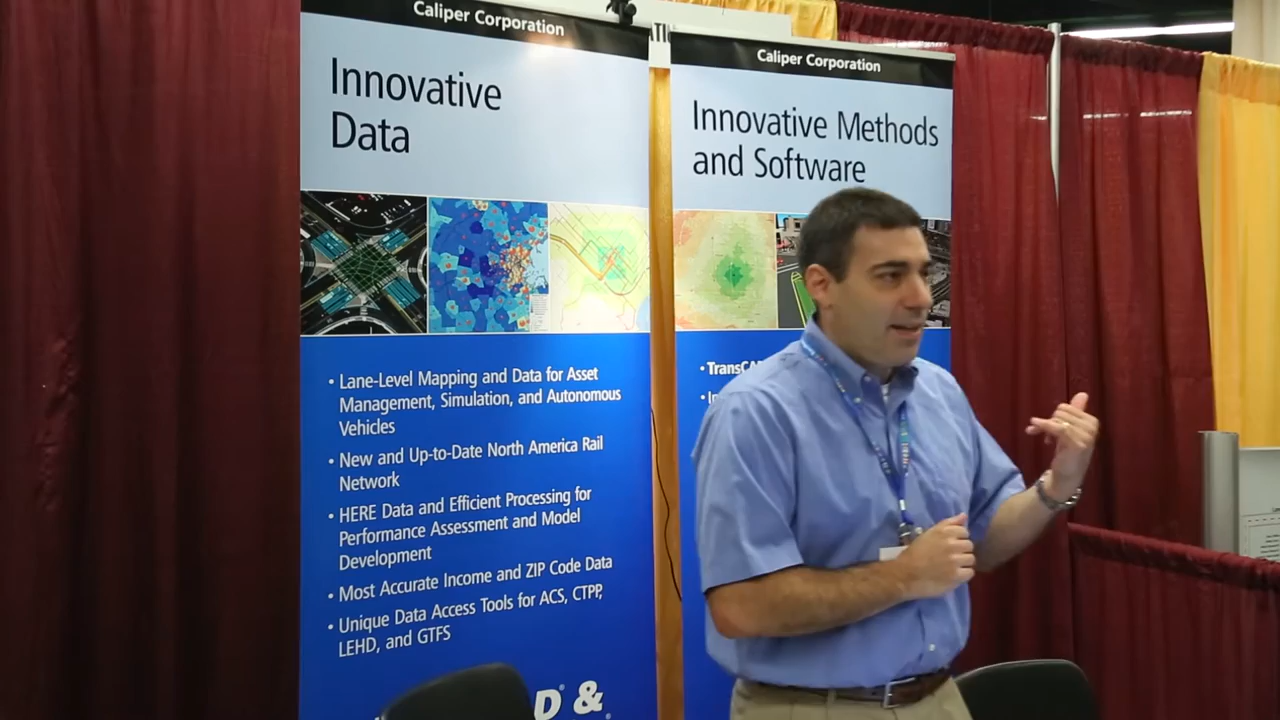 Caliper Corporation
Innovative
Data
• Lane-Level Mapping and Data for Asset
Management, Simulation, and Autonomous
Vehicles
• New and Up-to-Date North America Rail
Network
• HERE Data and Efficient Processing for
Performance Assessment and Model
Development
• Most Accurate Income and ZIP Code Data
• Unique Data Access Tools for ACS, CTPP,
LEHD, and GTFS
D® &
Caliper Corporation
Innovative Methods
and Software
• TransCA